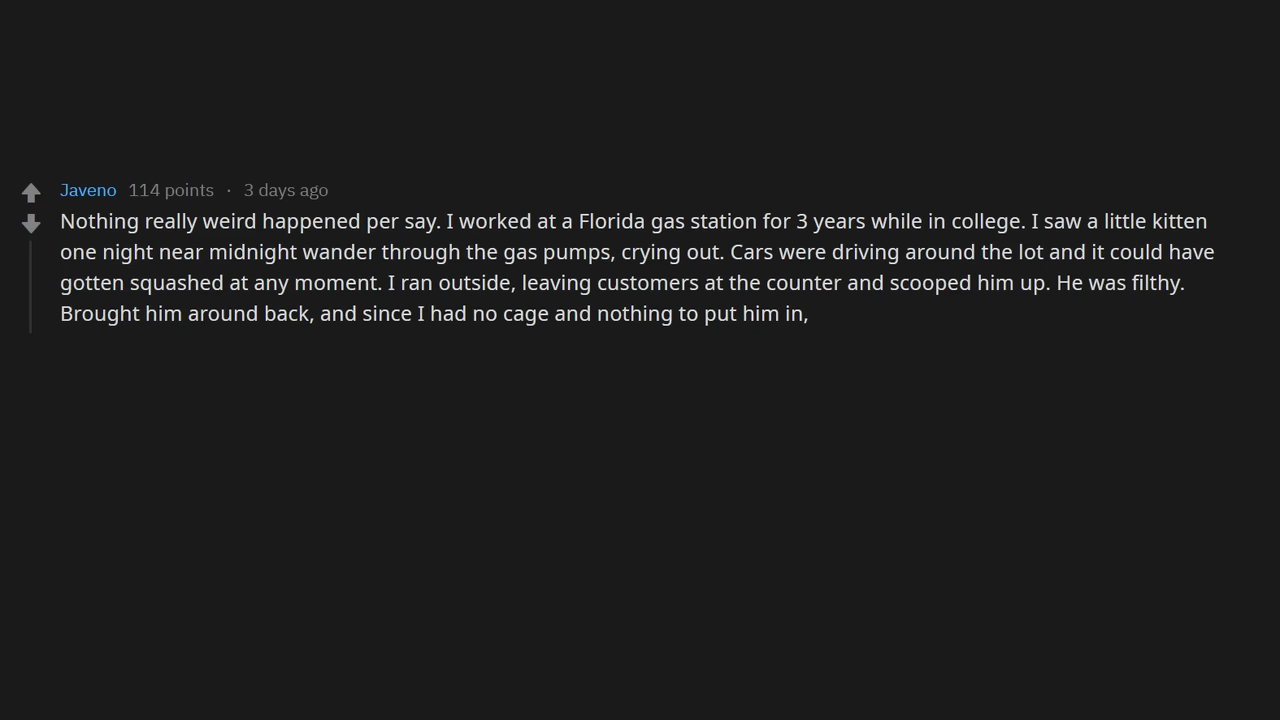 Javeno 114 points · 3 days ago
Nothing really weird happened per say. I worked at a Florida gas station for 3 years while in college. I saw a little kitten
one night near midnight wander through the gas pumps, crying out. Cars were driving around the lot and it could have
gotten squashed at any moment. I ran outside, leaving customers at the counter and scooped him up. He was filthy.
Brought him around back, and since I had no cage and nothing to put him in,